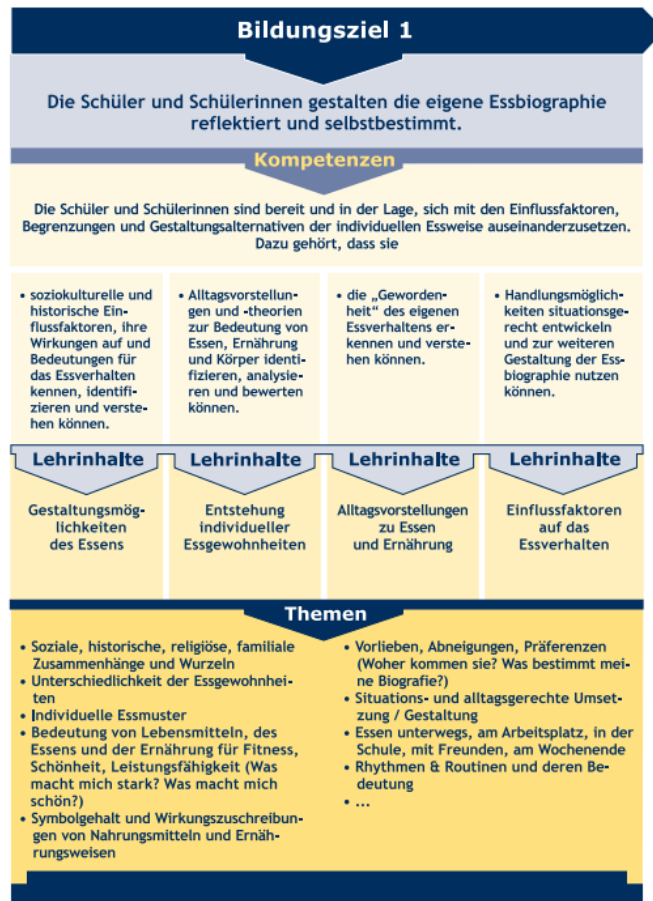 Bildungsziel 1
Die Schüler und Schülerinnen gestalten die eigene Essbiographie
reflektiert und selbstbestimmt.
Kompetenzen
Die Schüler und Schülerinnen sind bereit und in der Lage, sich mit den Einflussfaktoren,
Begrenzungen und Gestaltungsalternativen der individuellen Essweise auseinanderzusetzen.
Dazu gehört, dass sie
• soziokulturelle und
historische Ein-
flussfaktoren, ihre
Wirkungen auf und
Bedeutungen für
das Essverhalten
kennen, identifi-
zieren und verste-
hen können.
• Alltagsvorstellun-
gen und -theorien
zur Bedeutung von
Essen, Ernährung
und Körper identi-
fizieren, analysie-
ren und bewerten
können.
• die „Geworden-
heit" des eigenen
Essverhaltens er-
kennen und verste-
hen können.
• Handlungsmöglich-
keiten situationsge-
recht entwickeln
und zur weiteren
Gestaltung der Ess-
biographie nutzen
können.
Lehrinhalte
Gestaltungsmög-
lichkeiten
des Essens
Lehrinhalte
Entstehung
individueller
Essgewohnheiten
Lehrinhalte
Alltagsvorstellungen
zu Essen
und Ernährung
Lehrinhalte
Einflussfaktoren
auf das
Essverhalten
Themen
• Soziale, historische, religiöse, familiale
Zusammenhänge und Wurzeln
• Unterschiedlichkeit der Essgewohnhei-
ten
• Individuelle Essmuster
• Bedeutung von Lebensmitteln, des
Essens und der Ernährung für Fitness,
Schönheit, Leistungsfähigkeit (Was
macht mich stark? Was macht mich
schön?)
• Symbolgehalt und Wirkungszuschreibun-
gen von Nahrungsmitteln und Ernäh-
rungsweisen
• Vorlieben, Abneigungen, Präferenzen
(Woher kommen sie? Was bestimmt mei-
ne Biografie?)
• Situations- und alltagsgerechte Umset-
zung / Gestaltung
• Essen unterwegs, am Arbeitsplatz, in der
Schule, mit Freunden, am Wochenende
• Rhythmen & Routinen und deren Be-
deutung
• ...